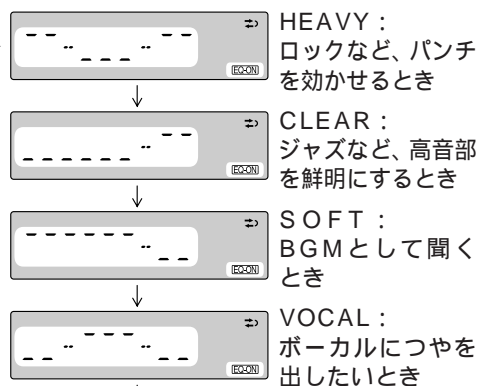 HEAVY：
ロックなど、パンチ
を効かせるとき
EQ-ON
CLEAR：
ジャズなど、高音部
を鮮明にするとき
EQ-ON
SOFT：
BGMとして聞く
とき
EQ-ON
VOCAL：
ボーカルにつやを
出したいとき
EQ-ON